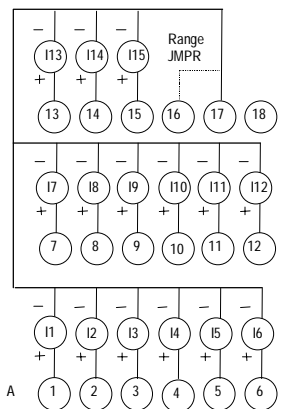 − − −
I13 I14 I15 Range
JMPR
+ + +
13 14 15 16 17 18
− − − − − −
I7 I8 I9 I10 I11 I12
+ + + + + +
7 8 9 10 11 12
− − − − − −
I1 I2 I3 I4 I5 I6
+ + + + + +
A 1 2 3 4 5 6